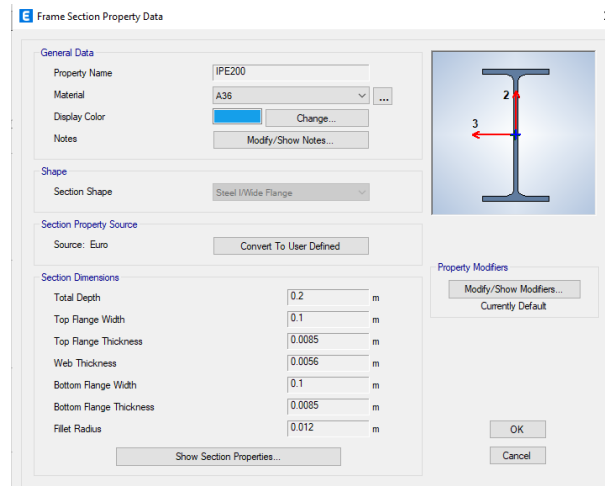 E Frame Section Property Data
General Data
Property Name IPE200
Material A36 ...
Display Color Change...
Notes Modify/Show Notes...
Shape
Section Shape Steel I/Wide Flange
Section Property Source
Source: Euro Convert To User Defined
Section Dimensions
Total Depth 0.2 m
Top Flange Width 0.1 m
Top Flange Thickness 0.0085 m
Web Thickness 0.0056 m
Bottom Flange Width 0.1 m
Bottom Flange Thickness 0.0085 m
Fillet Radius 0.012 m
Show Section Properties...
2
3
Property Modifiers
Modify/Show Modifiers...
Currently Default
OK
Cancel